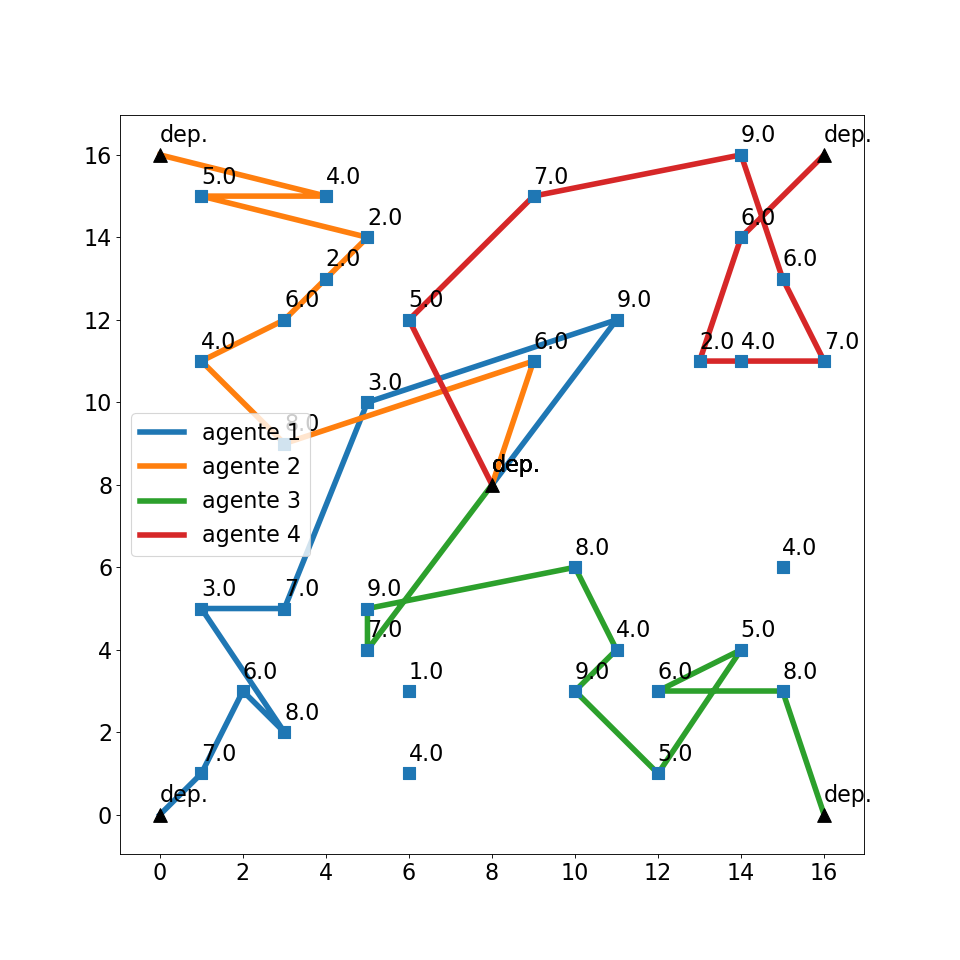 dep. 9.0 dep.
16
5.0 4.0 7.0
2.0 6.0
14
2.0 6.0
6.0 5.0 9.0
12
4.0 6.0 2.0 4.0 7.0
3.0
10
8.0
agente 1
agente 2
agente 3
agente 4
dep.
8
8.0 4.0
6
3.0 7.0 9.0
7.0 4.0 5.0
4
6.0 1.0 9.0 6.0 8.0
8.0
2
7.0 4.0 5.0
dep. dep.
0
0 2 4 6 8 10 12 14 16